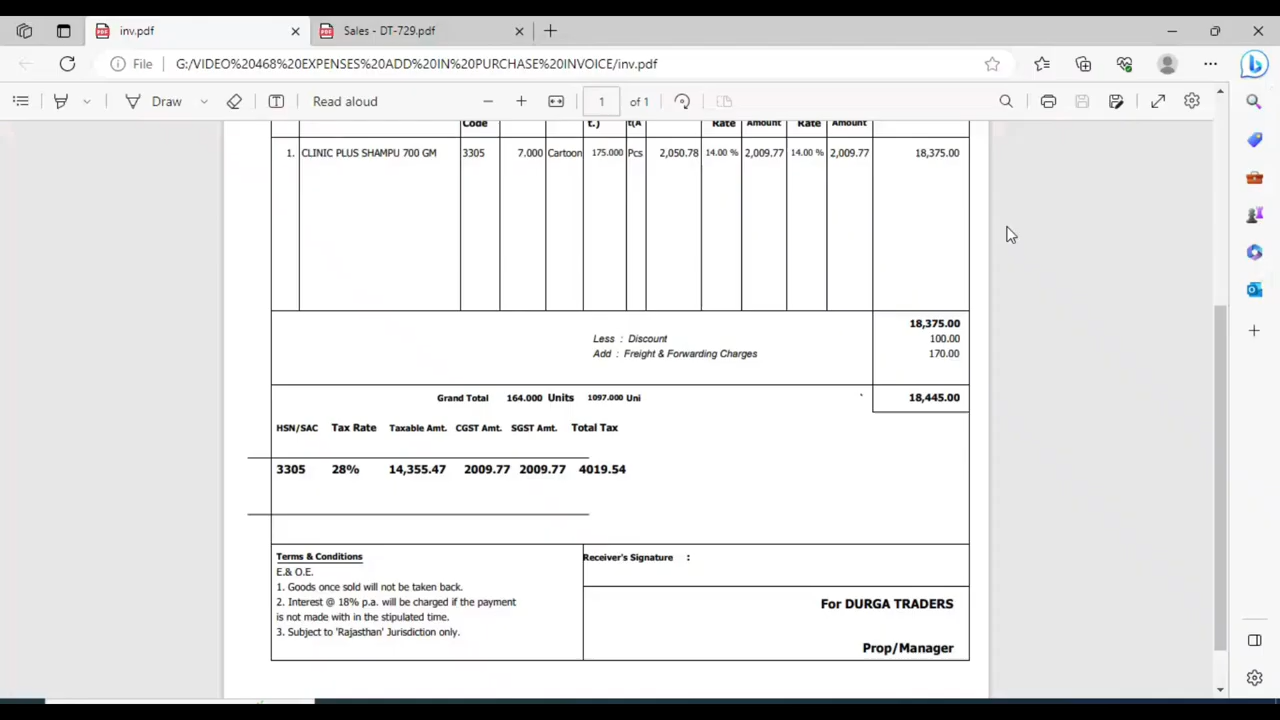 inv.pdf
Sales - DT-729.pdf
File
G:/VIDEO%20468%20EXPENSES%20ADD%20IN%20PURCHASE%20INVOICE/inv.pdf
Draw
Read aloud
1
of 1
Code t.) t(A Rate Amount Rate Amount
1. CLINIC PLUS SHAMPU 700 GM 3305 7.000 Cartoon 175.000 Pcs 2,050.78 14.00 % 2,009.77 14.00 % 2,009.77 18,375.00
18,375.00
Less : Discount 100.00
Add : Freight & Forwarding Charges 170.00
Grand Total 164.000 Units 1097.000 Uni ` 18,445.00
HSN/SAC Tax Rate Taxable Amt. CGST Amt. SGST Amt. Total Tax
3305 28% 14,355.47 2009.77 2009.77 4019.54
Terms & Conditions
E.& O.E.
1. Goods once sold will not be taken back.
2. Interest @ 18% p.a. will be charged if the payment
is not made with in the stipulated time.
3. Subject to 'Rajasthan' Jurisdiction only.
Receiver's Signature :
For DURGA TRADERS
Prop/Manager